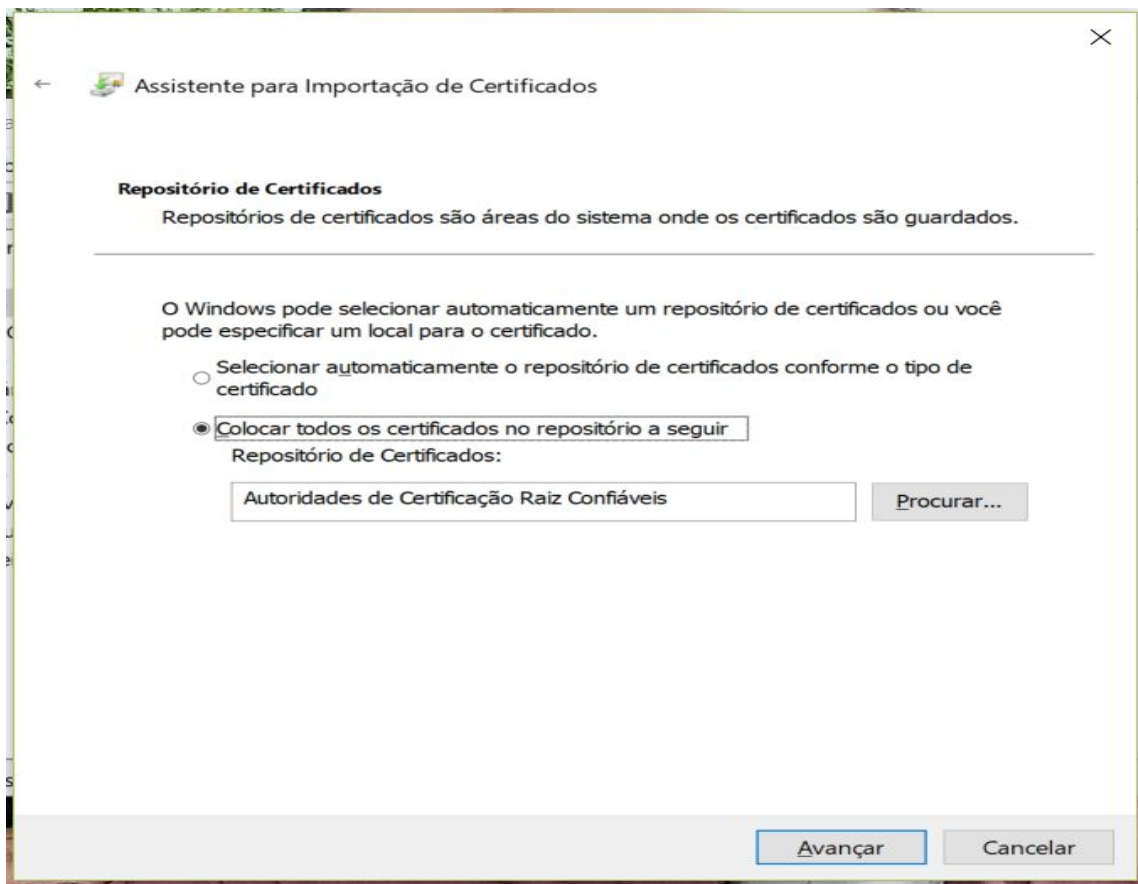 Assistente para Importação de Certificados
Repositório de Certificados
Repositórios de certificados são áreas do sistema onde os certificados são guardados.
O Windows pode selecionar automaticamente um repositório de certificados ou você
pode especificar um local para o certificado.
Selecionar automaticamente o repositório de certificados conforme o tipo de
certificado
Colocar todos os certificados no repositório a seguir
Repositório de Certificados:
Autoridades de Certificação Raiz Confiáveis
Procurar...
Avançar
Cancelar